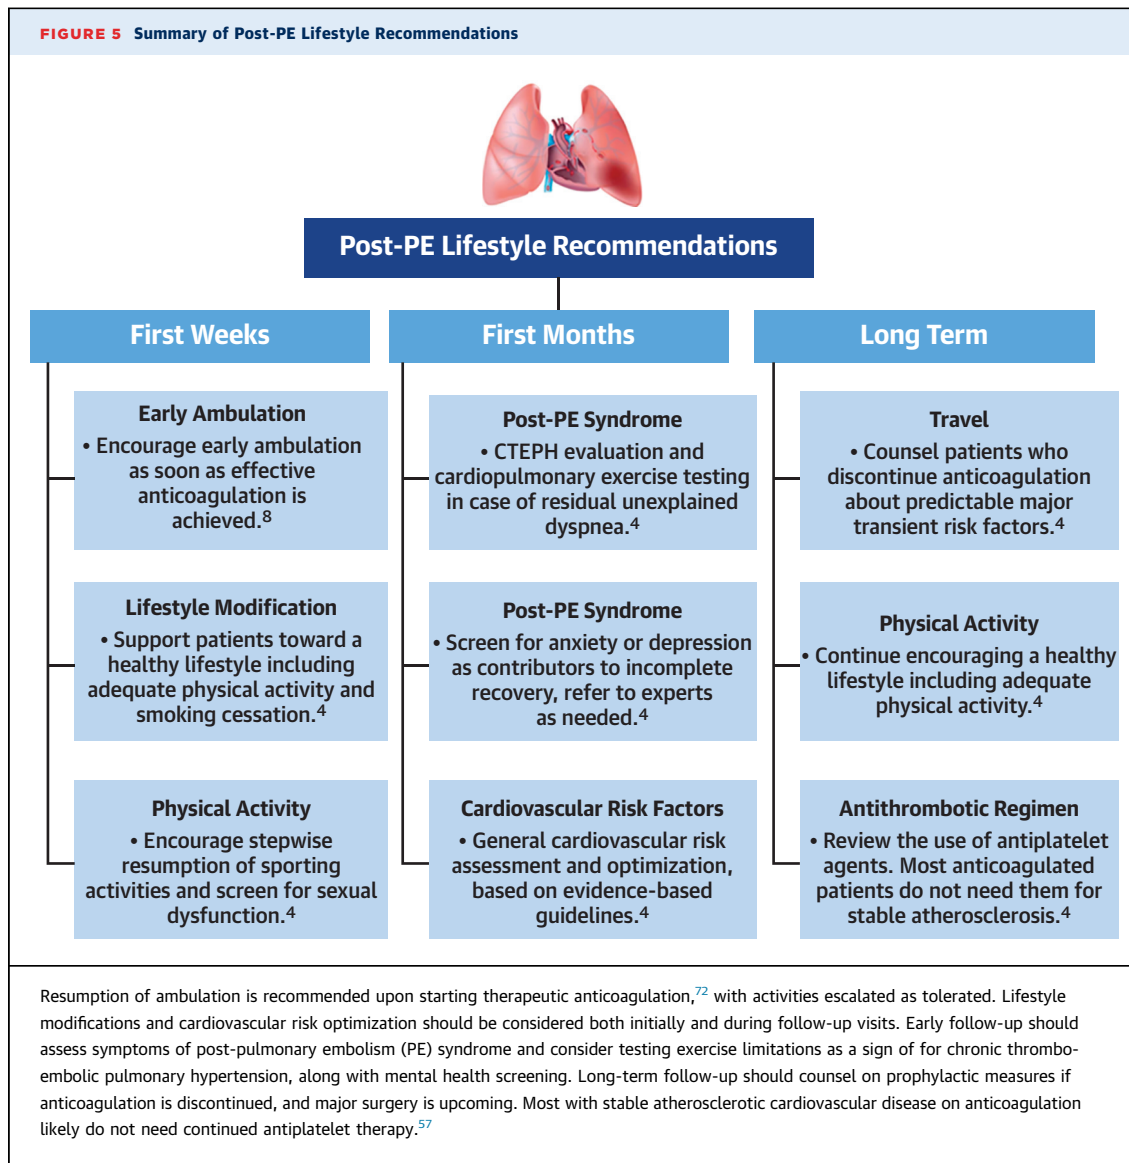 FIGURE 5 Summary of Post-PE Lifestyle Recommendations
Post-PE Lifestyle Recommendations
First Weeks
Early Ambulation
• Encourage early ambulation
as soon as effective
anticoagulation is
achieved.8
Lifestyle Modification
• Support patients toward a
healthy lifestyle including
adequate physical activity and
smoking cessation.4
Physical Activity
• Encourage stepwise
resumption of sporting
activities and screen for sexual
dysfunction.4
First Months
Post-PE Syndrome
• CTEPH evaluation and
cardiopulmonary exercise testing
in case of residual unexplained
dyspnea.4
Post-PE Syndrome
• Screen for anxiety or depression
as contributors to incomplete
recovery, refer to experts
as needed.4
Cardiovascular Risk Factors
• General cardiovascular risk
assessment and optimization,
based on evidence-based
guidelines.4
Long Term
Travel
• Counsel patients who
discontinue anticoagulation
about predictable major
transient risk factors.4
Physical Activity
• Continue encouraging a healthy
lifestyle including adequate
physical activity.4
Antithrombotic Regimen
• Review the use of antiplatelet
agents. Most anticoagulated
patients do not need them for
stable atherosclerosis.4
Resumption of ambulation is recommended upon starting therapeutic anticoagulation,72 with activities escalated as tolerated. Lifestyle
modifications and cardiovascular risk optimization should be considered both initially and during follow-up visits. Early follow-up should
assess symptoms of post-pulmonary embolism (PE) syndrome and consider testing exercise limitations as a sign of for chronic thrombo-
embolic pulmonary hypertension, along with mental health screening. Long-term follow-up should counsel on prophylactic measures if
anticoagulation is discontinued, and major surgery is upcoming. Most with stable atherosclerotic cardiovascular disease on anticoagulation
likely do not need continued antiplatelet therapy.57